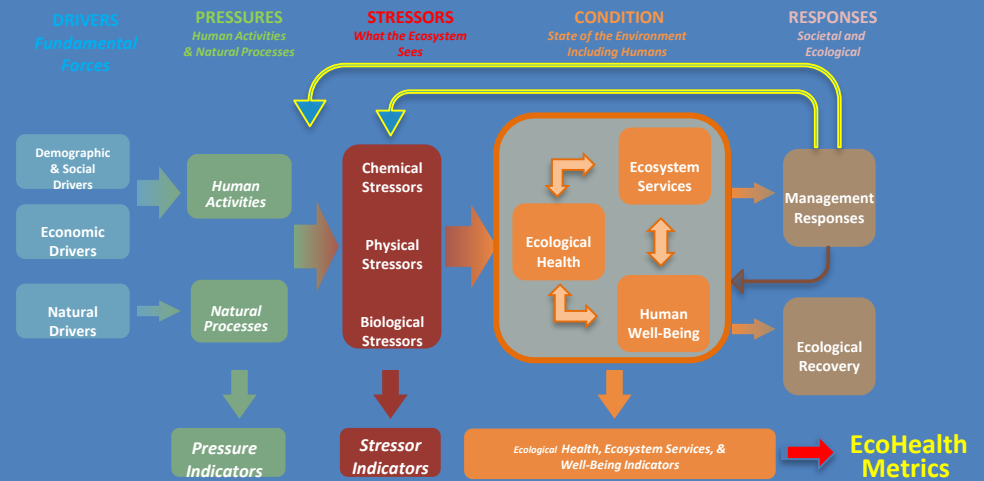 DRIVERS
Fundamental
Forces
PRESSURES
Human Activities
& Natural Processes
STRESSORS
What the Ecosystem
Sees
CONDITION
State of the Environment
Including Humans
RESPONSES
Societal and
Ecological
Demographic
& Social
Drivers
Economic
Drivers
Natural
Drivers
Human
Activities
Natural
Processes
Chemical
Stressors
Physical
Stressors
Biological
Stressors
Ecological
Health
Ecosystem
Services
Human
Well-Being
Management
Responses
Ecological
Recovery
Pressure
Indicators
Stressor
Indicators
Ecological Health, Ecosystem Services, &
Well-Being Indicators
EcoHealth
Metrics